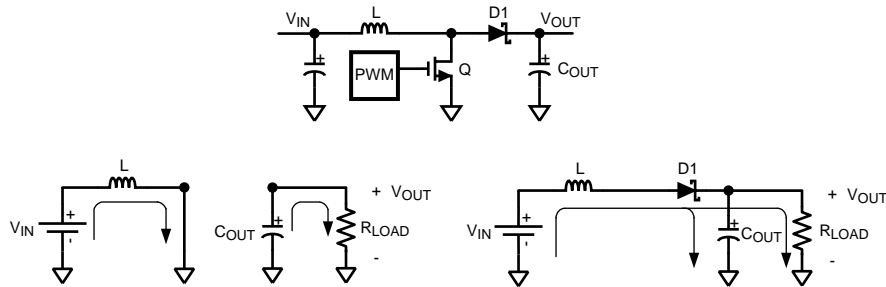 VIN L D1 VOUT
+ PWM Q + COUT
L
VIN + -
COUT + RLOAD + VOUT -
L D1
VIN + - + COUT RLOAD + VOUT -